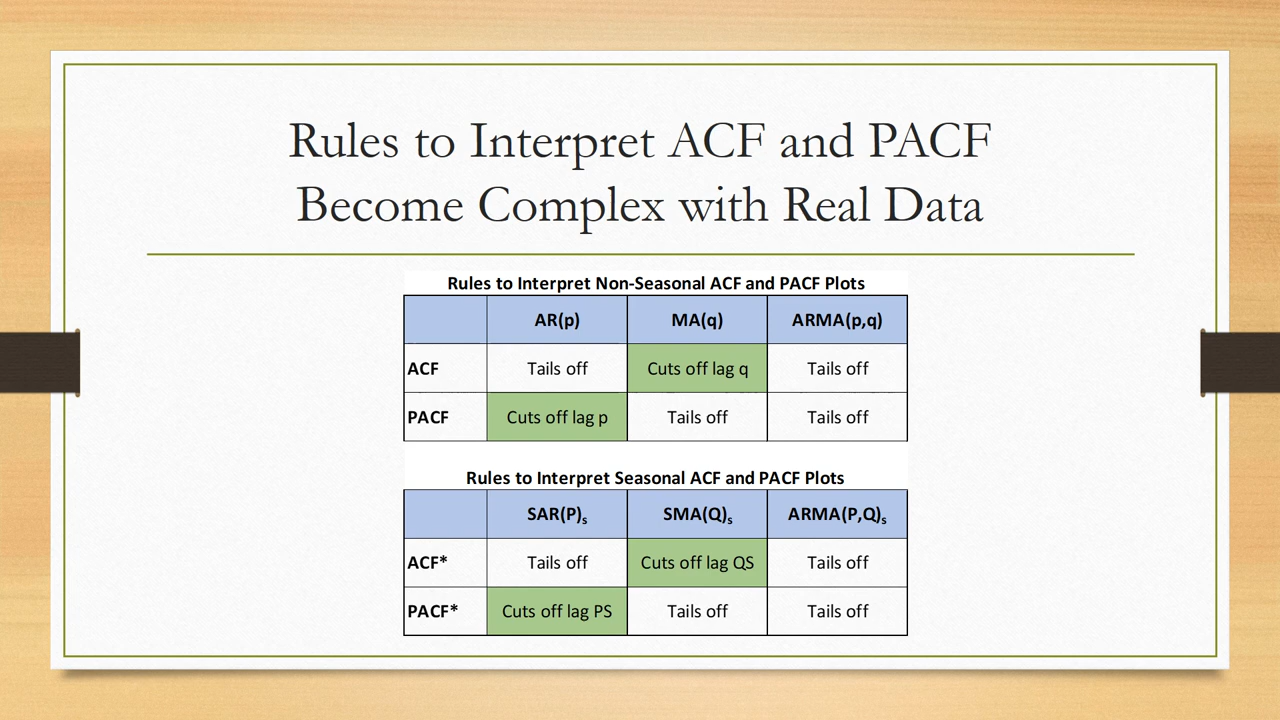 Rules to Interpret ACF and PACF
Become Complex with Real Data
Rules to Interpret Non-Seasonal ACF and PACF Plots
AR(p) MA(q) ARMA(p,q)
ACF Tails off Cuts off lag q Tails off
PACF Cuts off lag p Tails off Tails off
Rules to Interpret Seasonal ACF and PACF Plots
SAR(P)s SMA(Q)s ARMA(P,Q)s
ACF* Tails off Cuts off lag QS Tails off
PACF* Cuts off lag PS Tails off Tails off